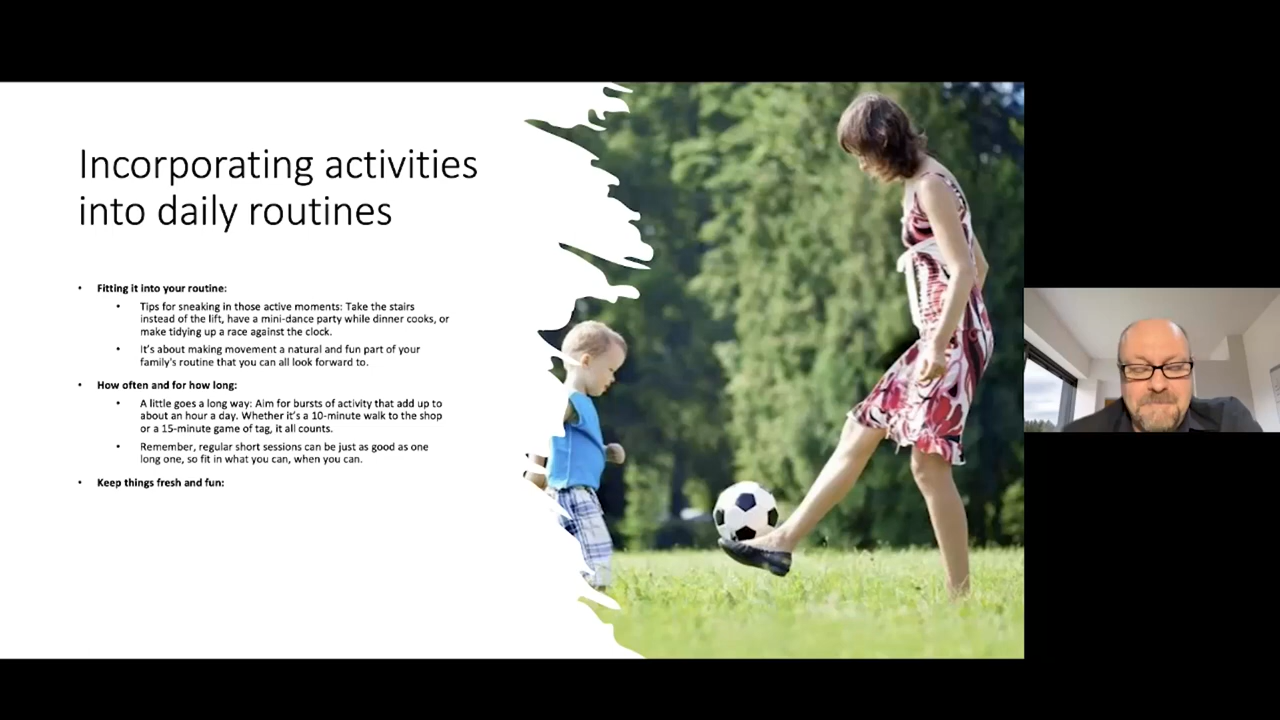 Incorporating activities
into daily routines
• Fitting it into your routine:
• Tips for sneaking in those active moments: Take the stairs
instead of the lift, have a mini-dance party while dinner cooks, or
make tidying up a race against the clock.
• It's about making movement a natural and fun part of your
family's routine that you can all look forward to.
• How often and for how long:
• A little goes a long way: Aim for bursts of activity that add up to
about an hour a day. Whether it's a 10-minute walk to the shop
or a 15-minute game of tag, it all counts.
• Remember, regular short sessions can be just as good as one
long one, so fit in what you can, when you can.
• Keep things fresh and fun: